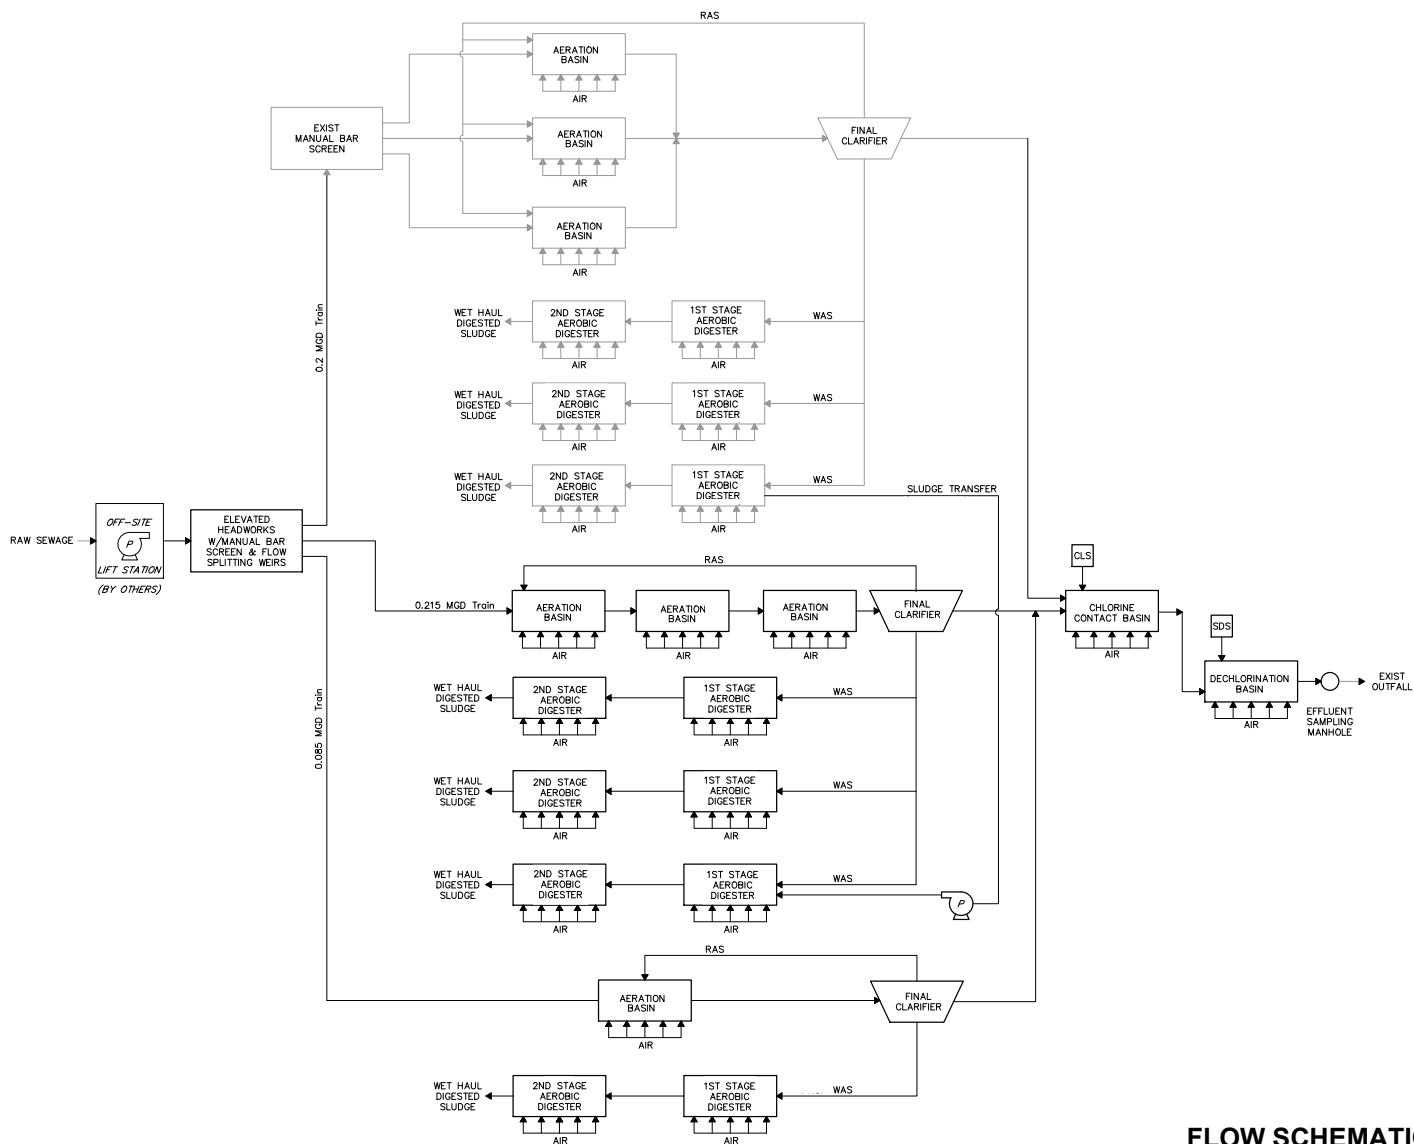 RAS
AERATION
BASIN
AIR
EXIST
MANUAL BAR
SCREEN
AERATION
BASIN
AIR
FINAL
CLARIFIER
AERATION
BASIN
AIR
0.2 MGD Train
WET HAUL
DIGESTED
SLUDGE
2ND STAGE
AEROBIC
DIGESTER
AIR
1ST STAGE
AEROBIC
DIGESTER
AIR
WAS
WET HAUL
DIGESTED
SLUDGE
2ND STAGE
AEROBIC
DIGESTER
AIR
1ST STAGE
AEROBIC
DIGESTER
AIR
WAS
WET HAUL
DIGESTED
SLUDGE
2ND STAGE
AEROBIC
DIGESTER
AIR
1ST STAGE
AEROBIC
DIGESTER
AIR
WAS
SLUDGE TRANSFER
RAW SEWAGE
OFF-SITE
P
LIFT STATION
(BY OTHERS)
ELEVATED
HEADWORKS
W/MANUAL BAR
SCREEN & FLOW
SPLITTING WEIRS
RAS
0.215 MGD Train
AERATION
BASIN
AIR
AERATION
BASIN
AIR
AERATION
BASIN
AIR
FINAL
CLARIFIER
CLS
CHLORINE
CONTACT BASIN
AIR
SDS
DECHLORINATION
BASIN
AIR
EFFLUENT
SAMPLING
MANHOLE
EXIST
OUTFALL
0.085 MGD Train
WET HAUL
DIGESTED
SLUDGE
2ND STAGE
AEROBIC
DIGESTER
AIR
1ST STAGE
AEROBIC
DIGESTER
AIR
WAS
WET HAUL
DIGESTED
SLUDGE
2ND STAGE
AEROBIC
DIGESTER
AIR
1ST STAGE
AEROBIC
DIGESTER
AIR
WAS
WET HAUL
DIGESTED
SLUDGE
2ND STAGE
AEROBIC
DIGESTER
AIR
1ST STAGE
AEROBIC
DIGESTER
AIR
WAS
P
RAS
AERATION
BASIN
AIR
FINAL
CLARIFIER
WET HAUL
DIGESTED
SLUDGE
2ND STAGE
AEROBIC
DIGESTER
AIR
1ST STAGE
AEROBIC
DIGESTER
AIR
WAS
FLOW SCHEMATI